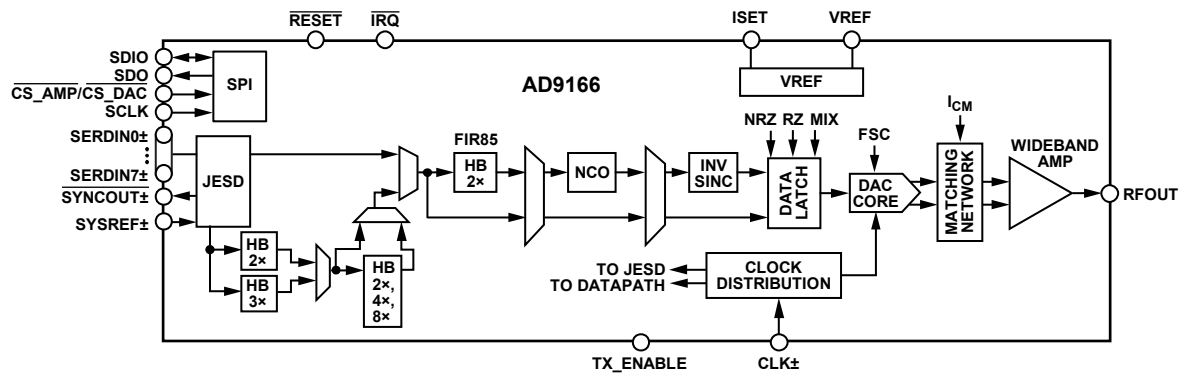 RESET
IRQ
ISET
VREF
SDIO
SDO
CS_AMP/CS_DAC
SCLK
SPI
AD9166
VREF
SERDIN0±
SERDIN7±
SYNCOUT±
SYSREF±
JESD
HB
2×
HB
3×
HB
2×,
4×,
8×
FIR85
HB
2×
NCO
INV
SINC
NRZ RZ MIX
DATA
LATCH
FSC
DAC
CORE
ICM
MATCHING
NETWORK
WIDEBAND
AMP
RFOUT
TO JESD
TO DATAPATH
CLOCK
DISTRIBUTION
TX_ENABLE
CLK±